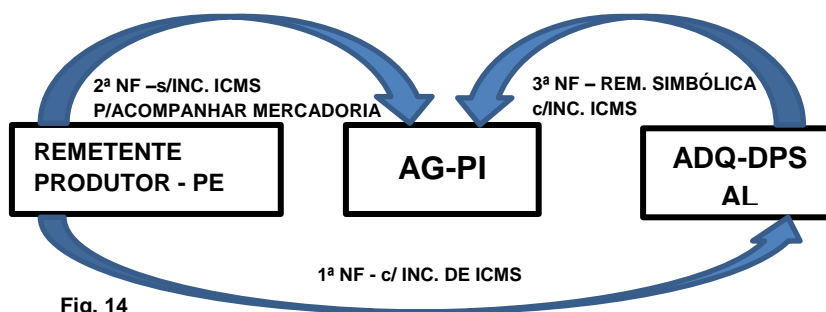 2ª NF –s/INC. ICMS
P/ACOMPANHAR MERCADORIA
3ª NF – REM. SIMBÓLICA
c/INC. ICMS
REMETENTE
PRODUTOR - PE
AG-PI
ADQ-DPS
AL
1ª NF - c/ INC. DE ICMS
Fig. 14